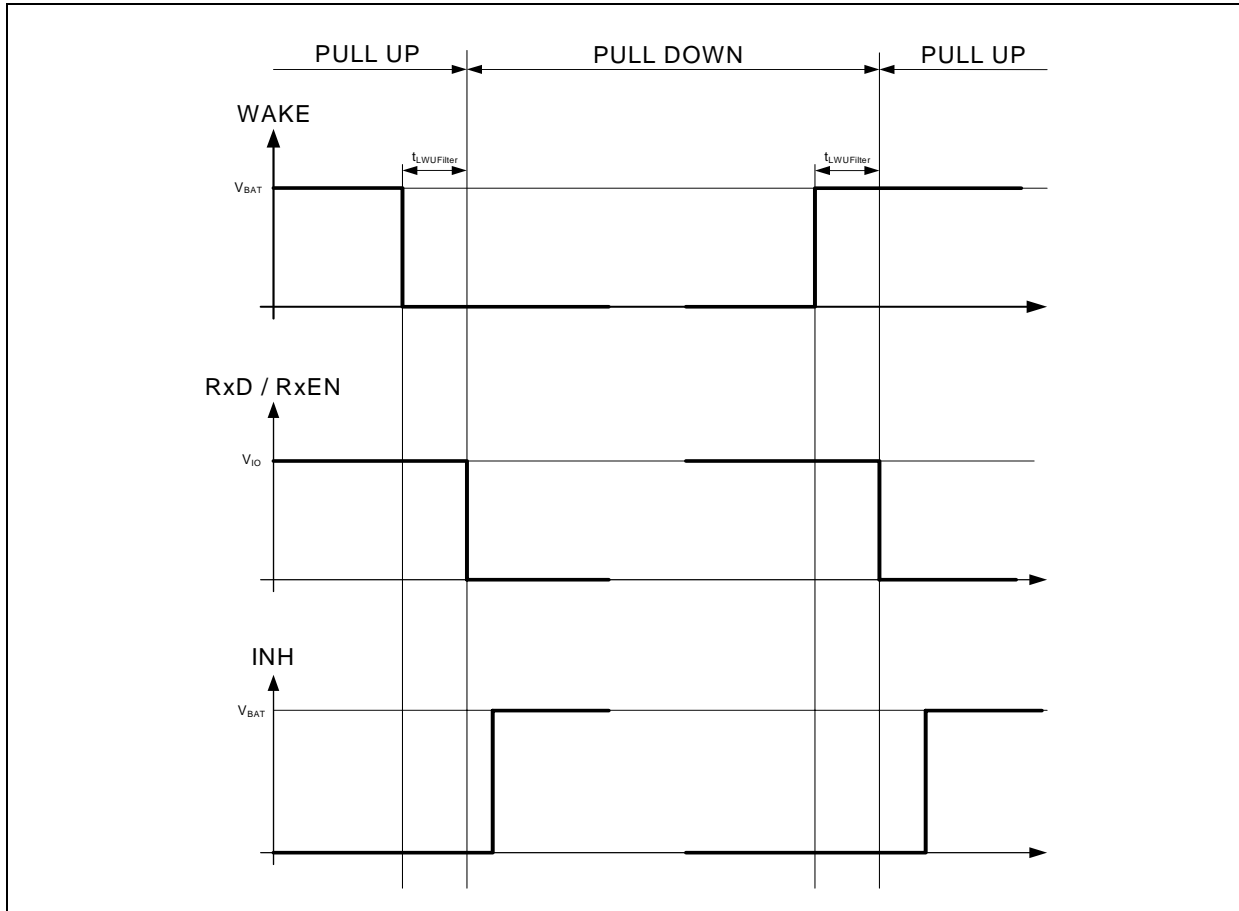 PULL UP PULL DOWN PULL UP
WAKE
tLWUFilter tLWUFilter
VBAT
RxD / RxEN
VIO
INH
VBAT